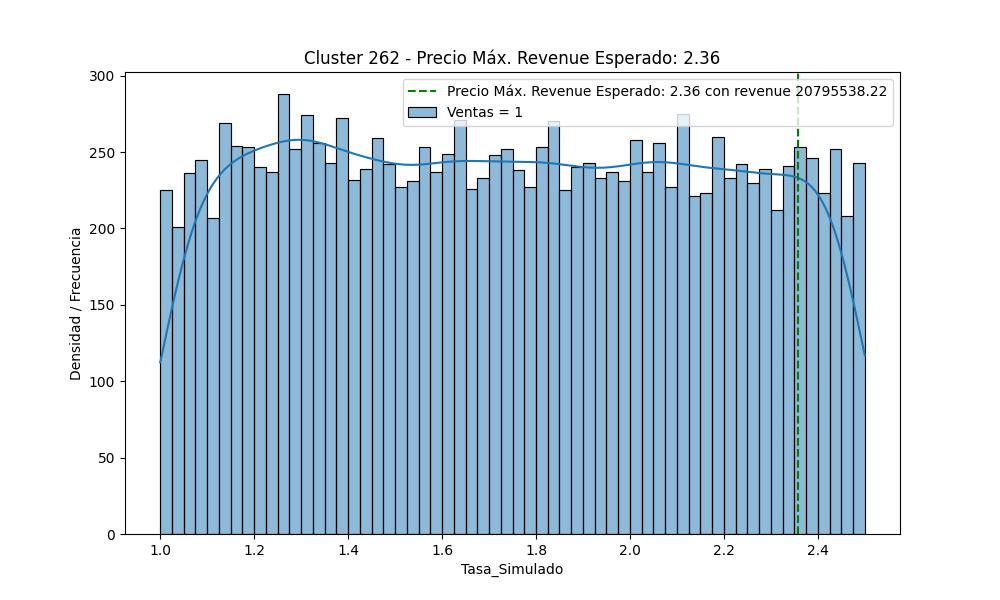 Cluster 262 - Precio Máx. Revenue Esperado: 2.36
Precio Máx. Revenue Esperado: 2.36 con revenue 20795538.22
Ventas = 1
Densidad / Frecuencia
300
250
200
150
100
50
0
1.0 1.2 1.4 1.6 1.8 2.0 2.2 2.4
Tasa_Simulado